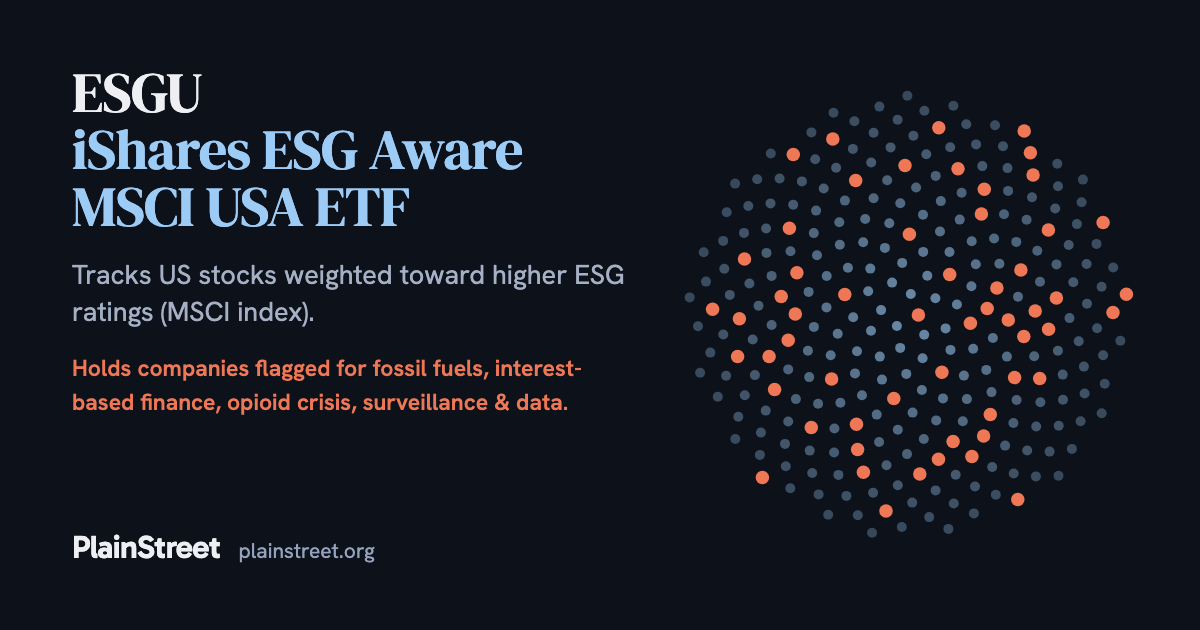 ESGU
iShares ESG Aware
MSCI USA ETF
Tracks US stocks weighted toward higher ESG
ratings (MSCI index).
Holds companies flagged for fossil fuels, interest-
based finance, opioid crisis, surveillance & data.
PlainStreet plainstreet.org